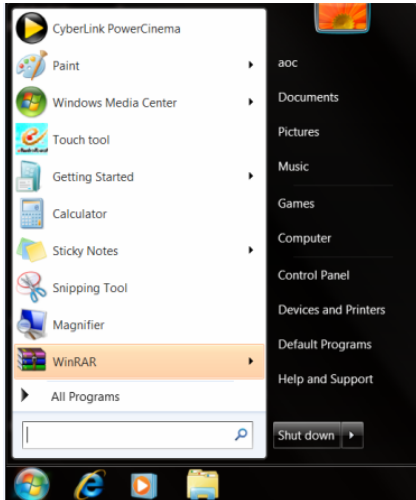 CyberLink PowerCinema
Paint
Windows Media Center
Touch tool
Getting Started
Calculator
Sticky Notes
Snipping Tool
Magnifier
WinRAR
All Programs
aoc
Documents
Pictures
Music
Games
Computer
Control Panel
Devices and Printers
Default Programs
Help and Support
Shut down